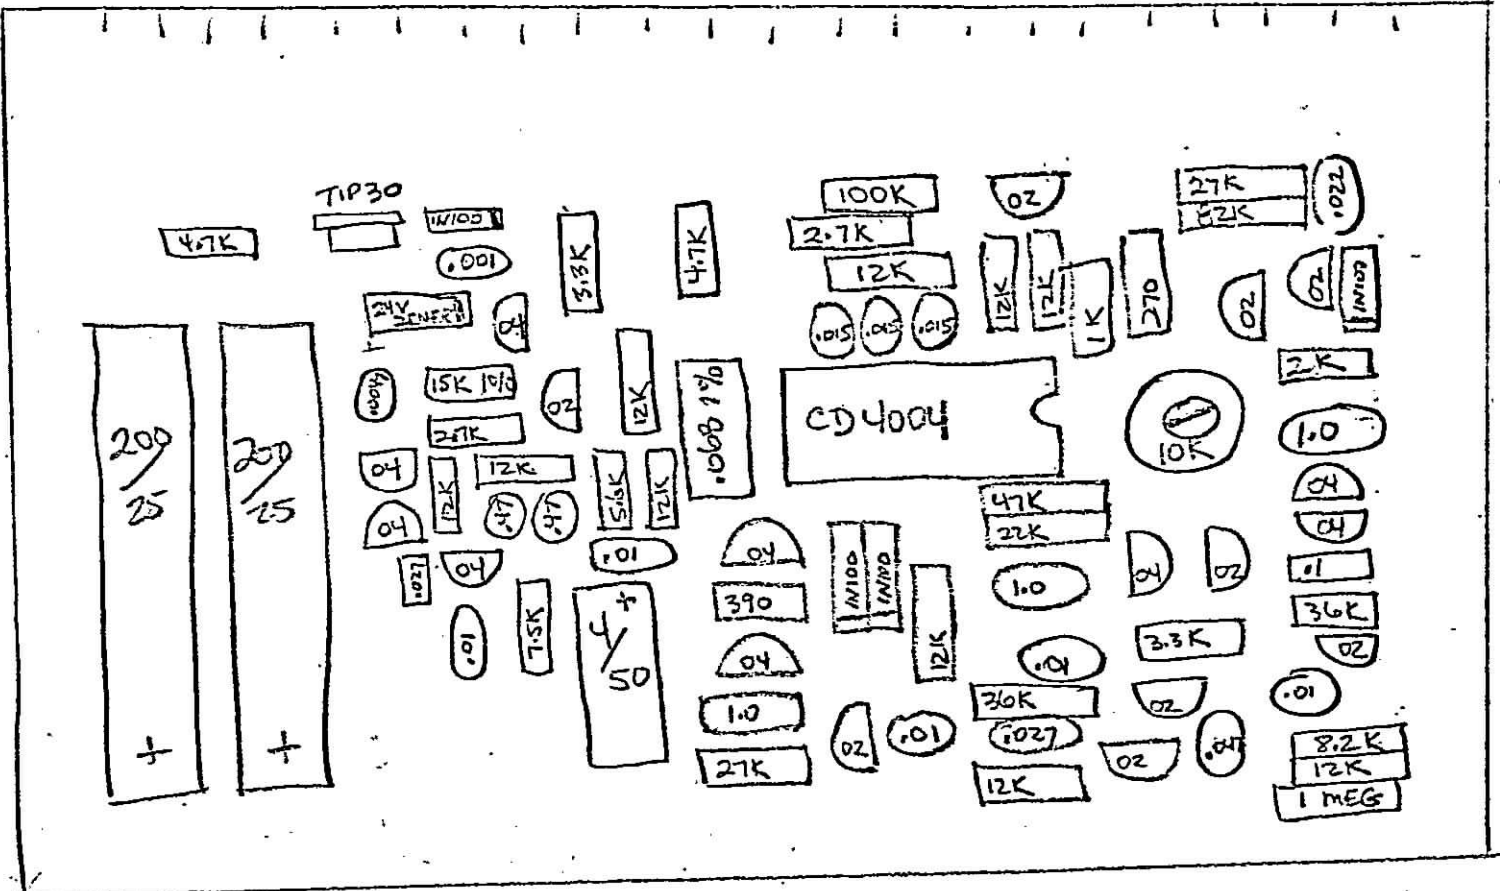 TIP30
4.7K
1N100
.001
3.3K
4.7K
100K
2.7K
12K
02
27K
.022
24V
ZENER
04
.015
.015
.015
12K
12K
1K
270
02
02
1N100
2K
200/25
+
200/25
+
15K 1%
02
12K
.068 1%
CD4004
10K
1.0
2.7K
04
12K
12K
.47
.47
5.6K
12K
47K
22K
04
04
04
.027
04
.01
04
1N100
1N100
1.0
04
02
.1
.01
7.5K
+
4/50
390
12K
36K
04
.01
3.3K
02
1.0
36K
02
.01
27K
02
.01
.027
02
.047
8.2K
12K
12K
1 MEG